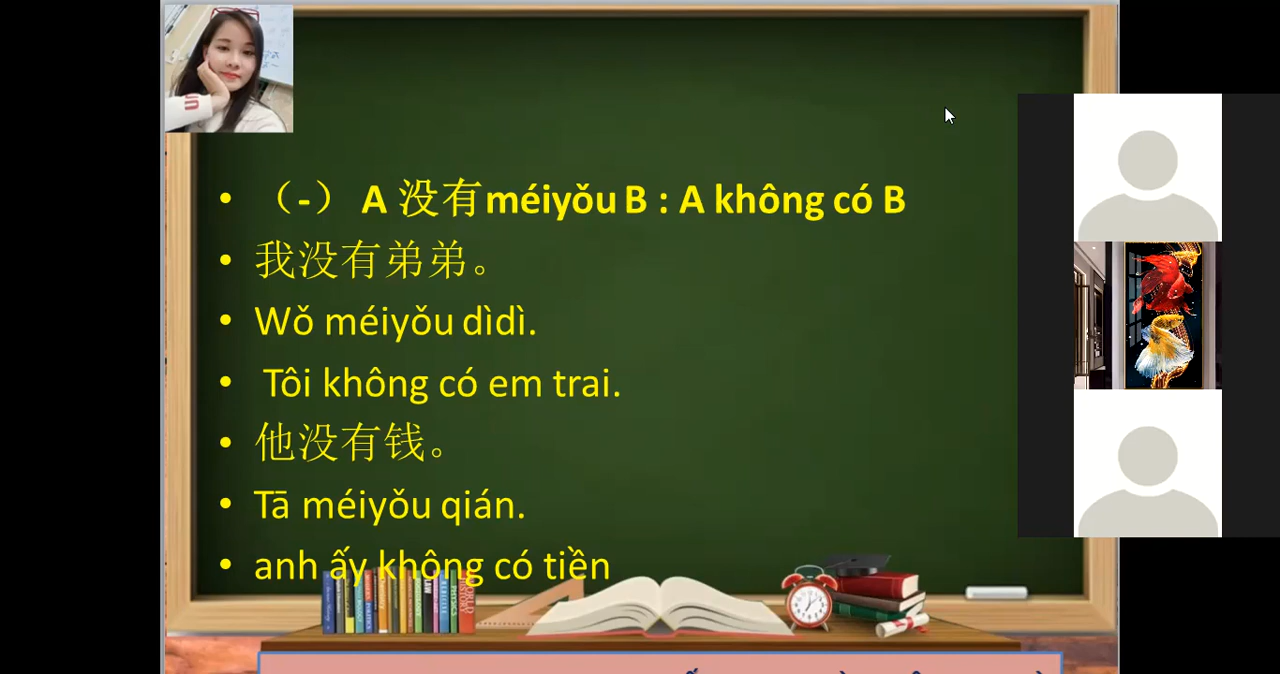 （-） A 没有méiyǒu B : A không có B
我没有弟弟。
Wǒ méiyǒu dìdì.
Tôi không có em trai.
他没有钱。
Tā méiyǒu qián.
anh ấy không có tiền